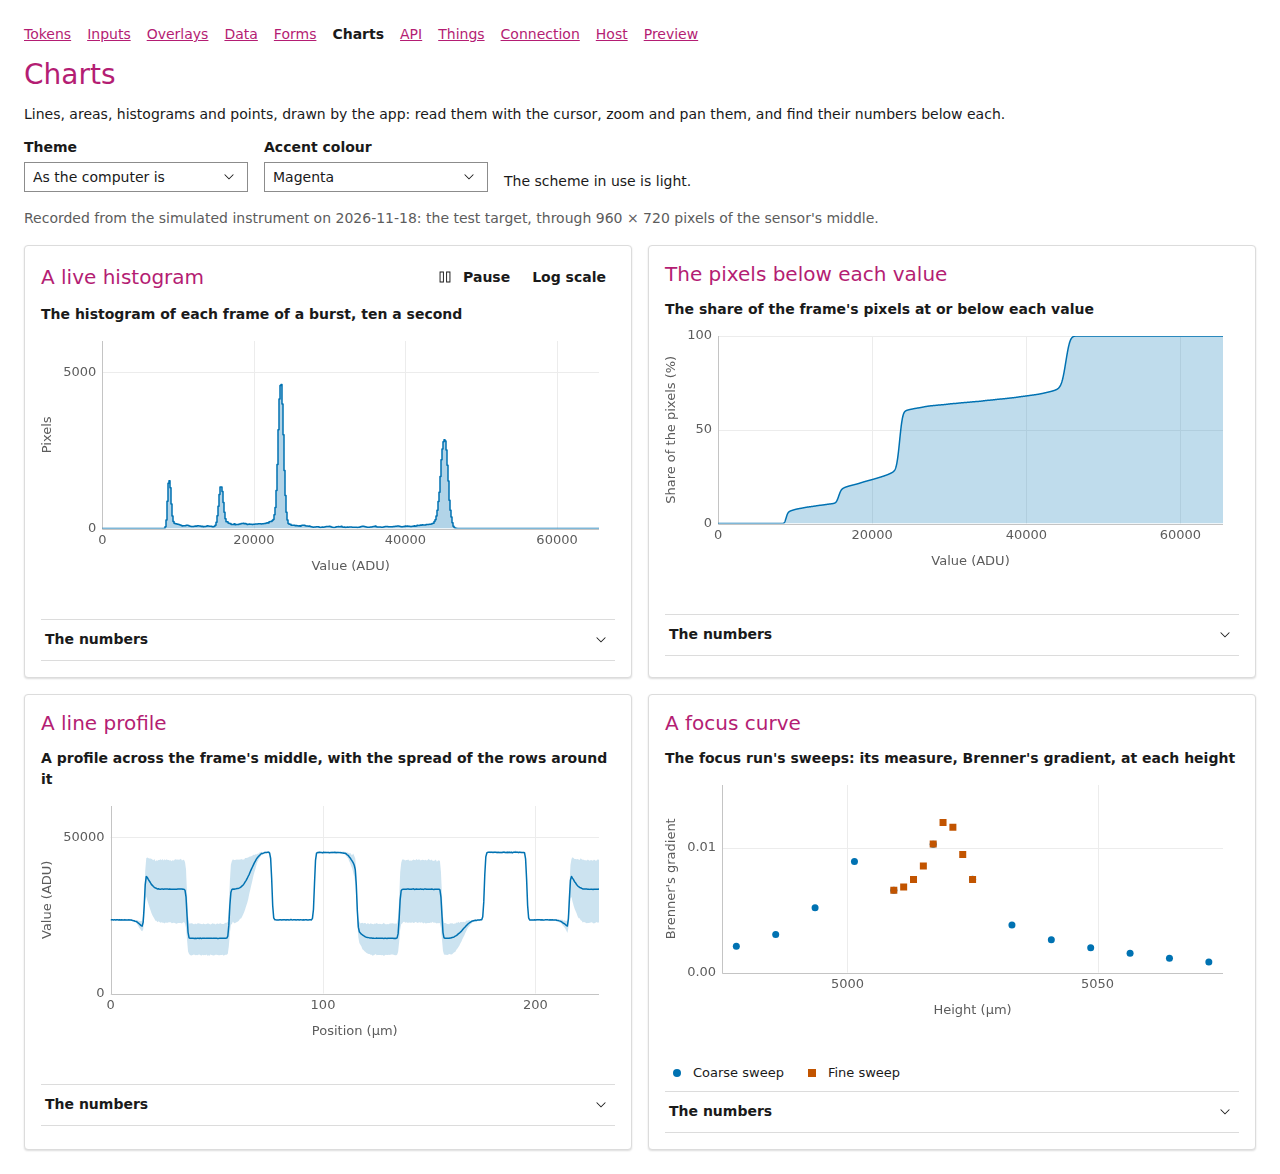 Tokens Inputs Overlays Data Forms Charts API Things Connection Host Preview
Charts
Lines, areas, histograms and points, drawn by the app: read them with the cursor, zoom and pan them, and find their numbers below each.
Theme
Accent colour
As the computer is
Magenta
The scheme in use is light.
Recorded from the simulated instrument on 2026-11-18: the test target, through 960 × 720 pixels of the sensor's middle.
A live histogram
Pause
Log scale
The histogram of each frame of a burst, ten a second
Pixels
5000
0
0 20000 40000 60000
Value (ADU)
The numbers
The pixels below each value
The share of the frame's pixels at or below each value
Share of the pixels (%)
100
50
0
0 20000 40000 60000
Value (ADU)
The numbers
A line profile
A profile across the frame's middle, with the spread of the rows around
it
Value (ADU)
50000
0
0 100 200
Position (µm)
The numbers
A focus curve
The focus run's sweeps: its measure, Brenner's gradient, at each height
Brenner's gradient
0.01
0.00
5000 5050
Height (µm)
Coarse sweep Fine sweep
The numbers